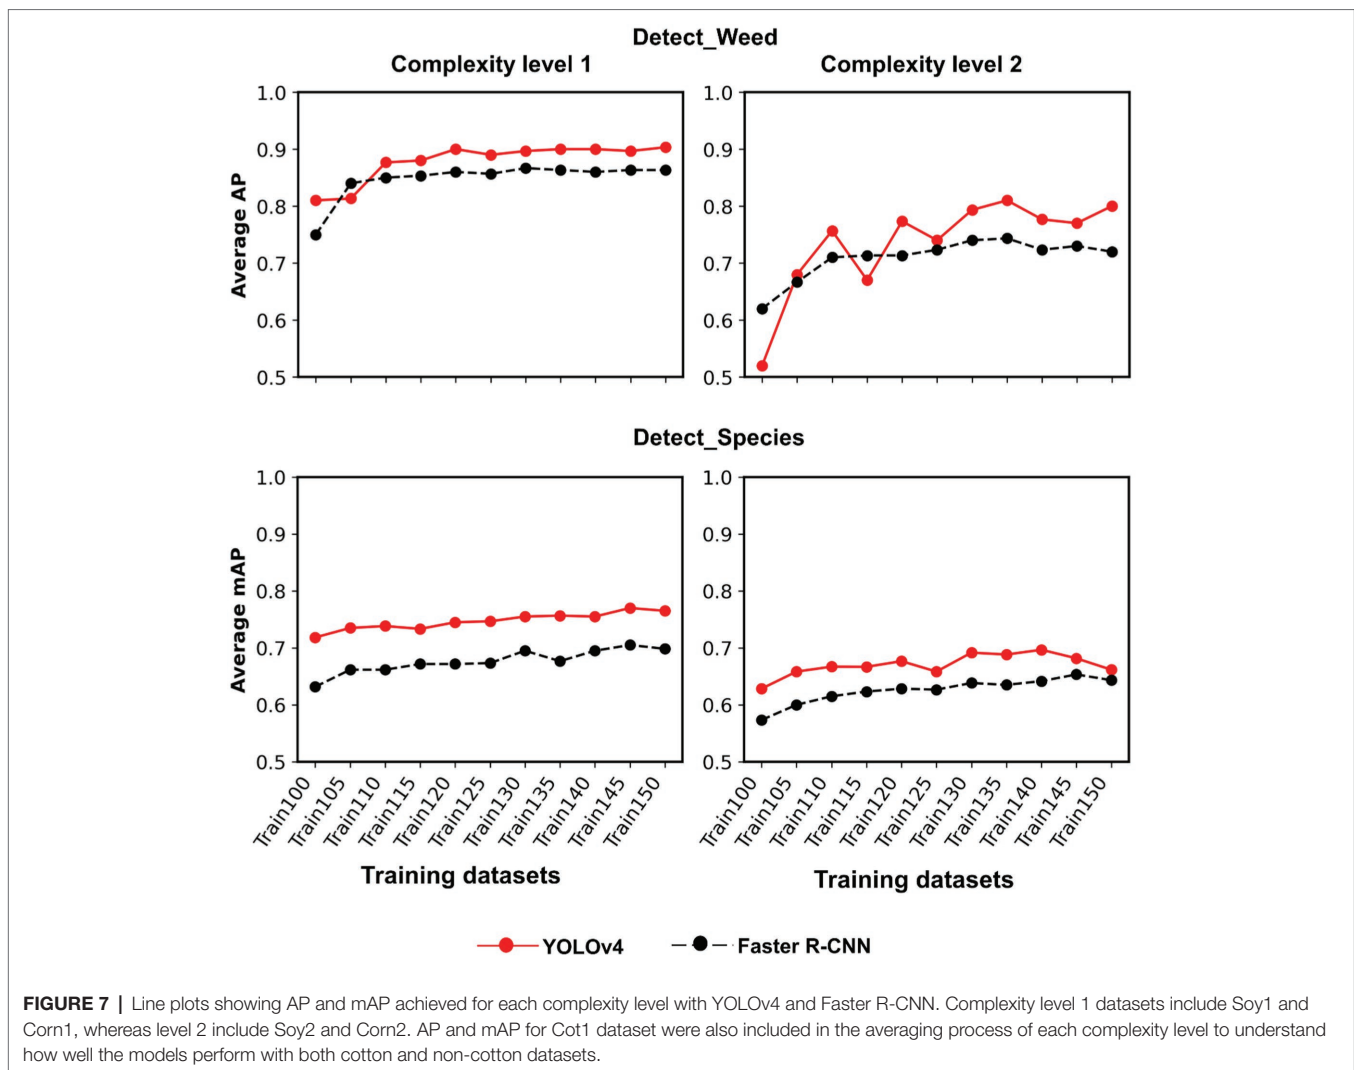 Detect_Weed
Complexity level 1
Complexity level 2
1.0
0.9
0.8
0.7
0.6
0.5
Average AP
1.0
0.9
0.8
0.7
0.6
0.5
Detect_Species
1.0
0.9
0.8
0.7
0.6
0.5
Average mAP
Train100
Train105
Train110
Train115
Train120
Train125
Train130
Train135
Train140
Train145
Train150
Training datasets
1.0
0.9
0.8
0.7
0.6
0.5
Train100
Train105
Train110
Train115
Train120
Train125
Train130
Train135
Train140
Train145
Train150
Training datasets
YOLOv4
Faster R-CNN
FIGURE 7 | Line plots showing AP and mAP achieved for each complexity level with YOLOv4 and Faster R-CNN. Complexity level 1 datasets include Soy1 and
Corn1, whereas level 2 include Soy2 and Corn2. AP and mAP for Cot1 dataset were also included in the averaging process of each complexity level to understand
how well the models perform with both cotton and non-cotton datasets.